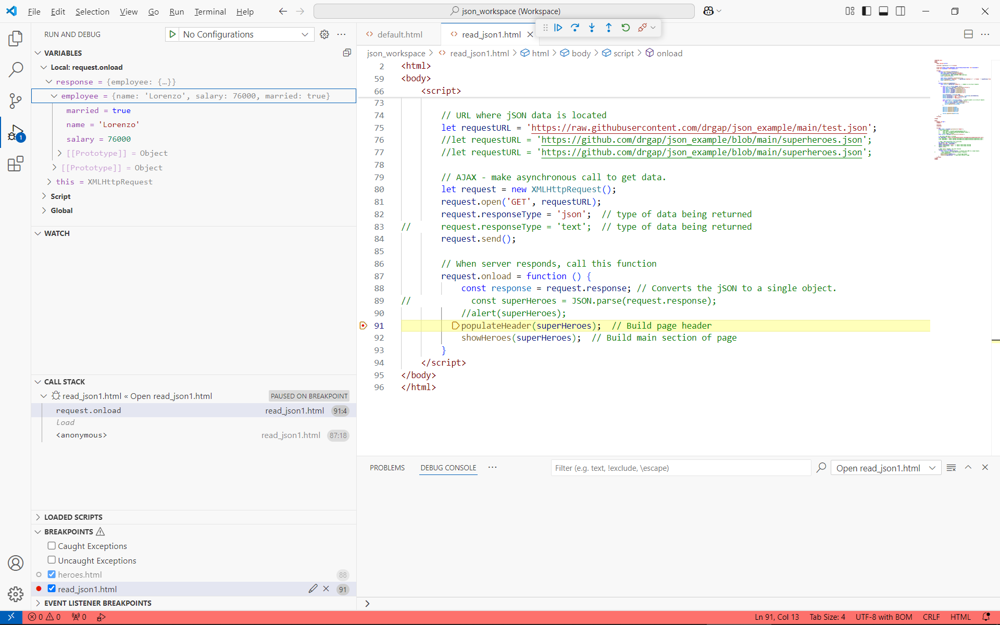 File Edit Selection View Go Run Terminal Help
json_workspace (Workspace)
RUN AND DEBUG
No Configurations
VARIABLES
Local: request.onload
response = {employee: {…}}
employee = {name: 'Lorenzo', salary: 76000, married: true}
married = true
name = 'Lorenzo'
salary = 76000
[[Prototype]] = Object
[[Prototype]] = Object
this = XMLHttpRequest
Script
Global
WATCH
CALL STACK
read_json1.html « Open read_json1.html PAUSED ON BREAKPOINT
request.onload read_json1.html 91:4
load
<anonymous> read_json1.html 87:18
LOADED SCRIPTS
BREAKPOINTS
Caught Exceptions
Uncaught Exceptions
heroes.html 88
read_json1.html 91
EVENT LISTENER BREAKPOINTS
1
default.html read_json1.html
json_workspace > read_json1.html > html > body > script > onload
2 <html>
59 <body>
66 <script>
73
74 // URL where jSON data is located
75 let requestURL = 'https://raw.githubusercontent.com/drgap/json_example/main/test.json';
76 //let requestURL = 'https://github.com/drgap/json_example/blob/main/superheroes.json';
77 //let requestURL = 'https://github.com/drgap/json_example/blob/main/superheroes.json';
78
79 // AJAX - make asynchronous call to get data.
80 let request = new XMLHttpRequest();
81 request.open('GET', requestURL);
82 request.responseType = 'json';  // type of data being returned
83 //      request.responseType = 'text';  // type of data being returned
84 request.send();
85
86 // When server responds, call this function
87 request.onload = function () {
88 const response = request.response; // Converts the jSON to a single object.
89 //            const superHeroes = JSON.parse(request.response);
90 //alert(superHeroes);
91 populateHeader(superHeroes);  // Build page header
92 showHeroes(superHeroes);  // Build main section of page
93 }
94 </script>
95 </body>
96 </html>
PROBLEMS DEBUG CONSOLE
Filter (e.g. text, !exclude, \escape)
Open read_json1.html
0 0 0
Ln 91, Col 13 Tab Size: 4 UTF-8 with BOM CRLF HTML